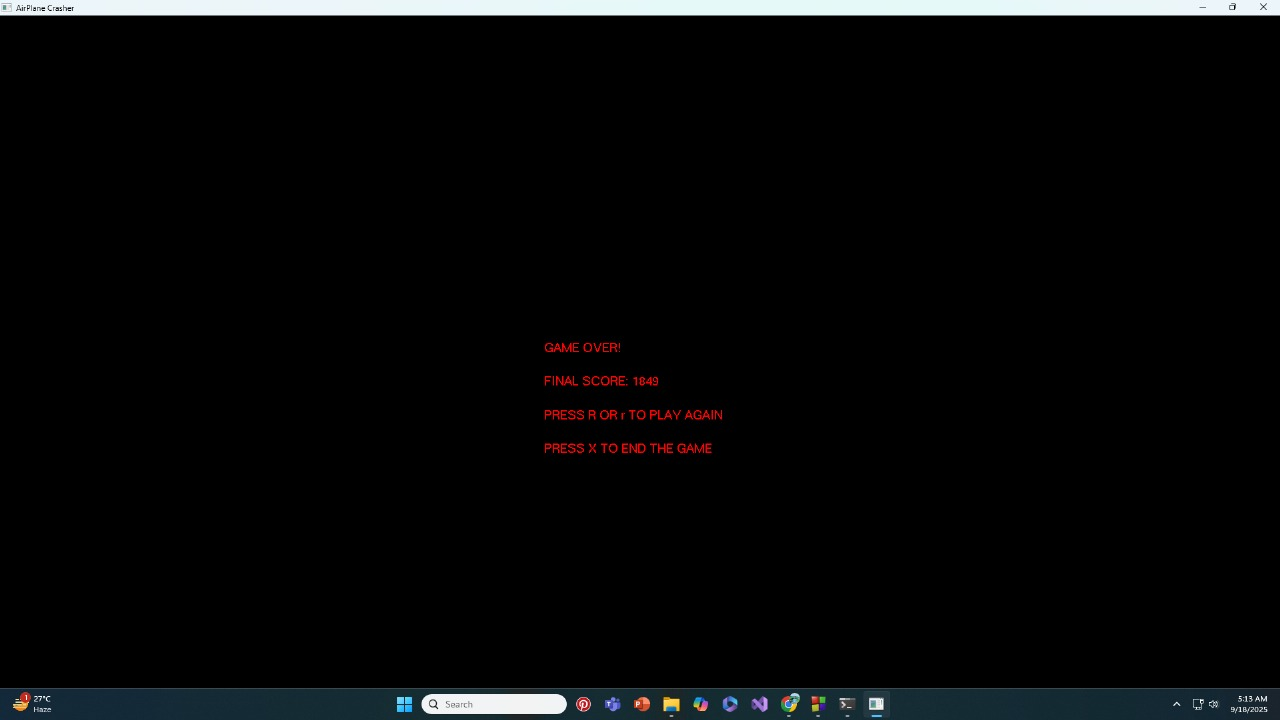 AirPlane Crasher
GAME OVER!
FINAL SCORE: 1849
PRESS R OR r TO PLAY AGAIN
PRESS X TO END THE GAME
1
27°C
Haze
Search
5:13 AM
9/18/2025